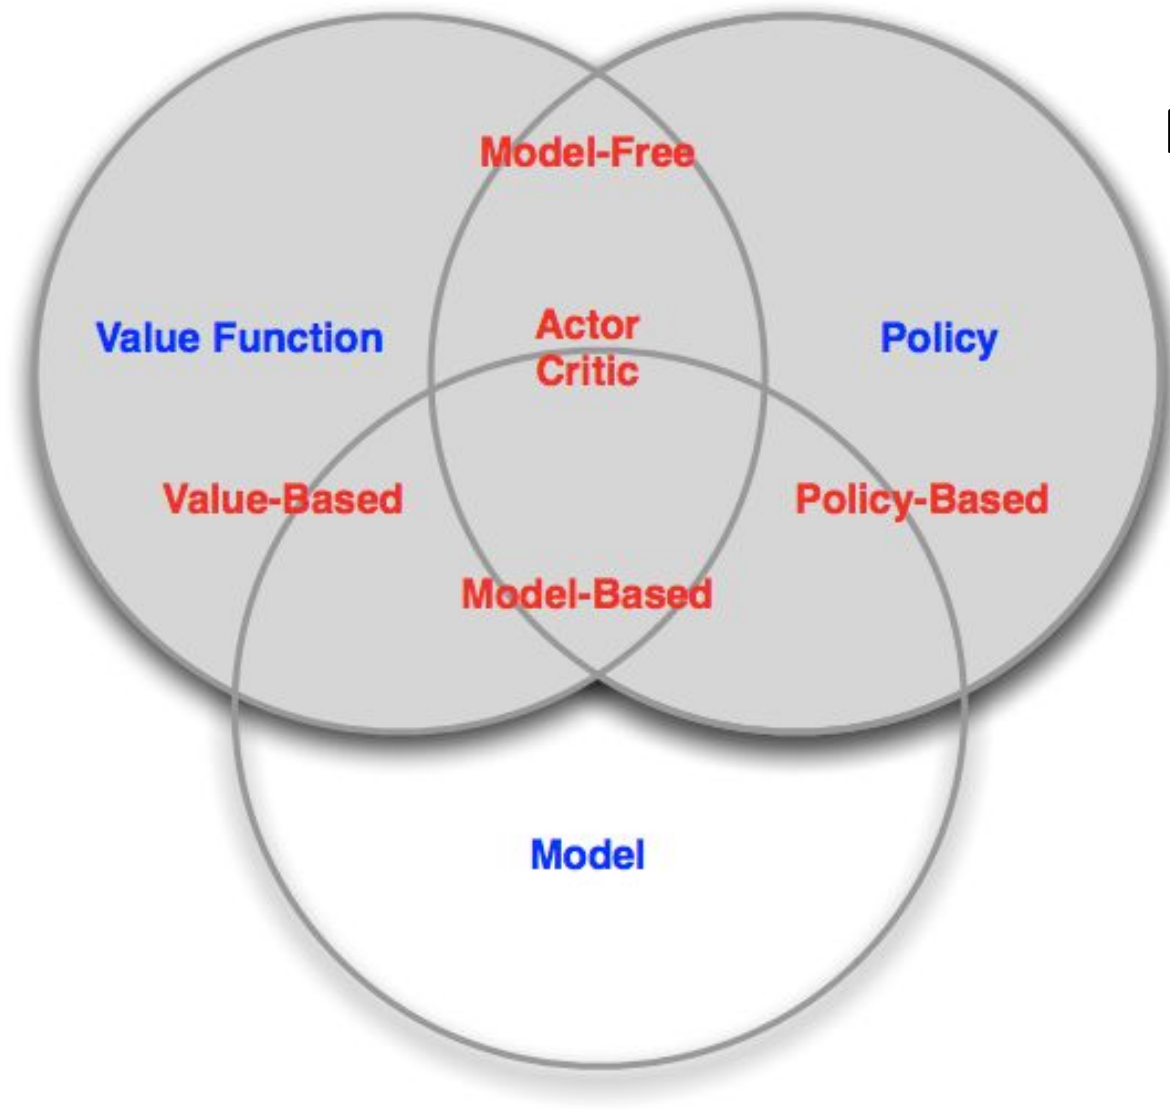 Model-Free
Actor
Critic
Value Function
Policy
Value-Based
Policy-Based
Model-Based
Model